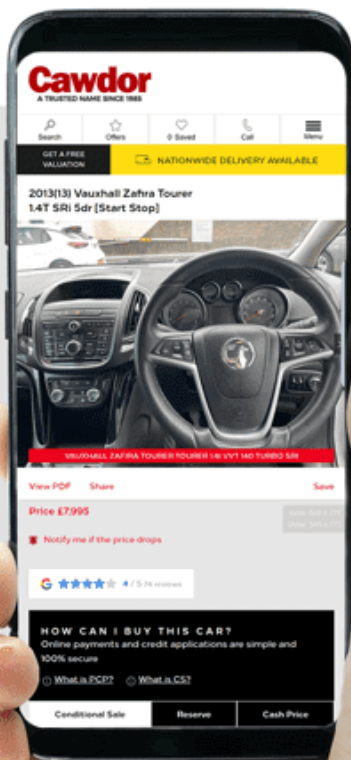 Cawdor
A TRUSTED NAME SINCE 1985
Search
Offers
0 Saved
Call
Menu
GET A FREE
VALUATION
NATIONWIDE DELIVERY AVAILABLE
2013(13) Vauxhall Zafira Tourer
1.4T SRi 5dr [Start Stop]
VAUXHALL ZAFIRA TOURER TOURER 1.4I VVT 140 TURBO SRI
View PDF
Share
Save
Price £7,995
Notify me if the price drops
G
4 / 5
reviews
HOW CAN I BUY THIS CAR?
Online payments and credit applications are simple and
100% secure
What is PCP?
What is CS?
Conditional Sale
Reserve
Cash Price